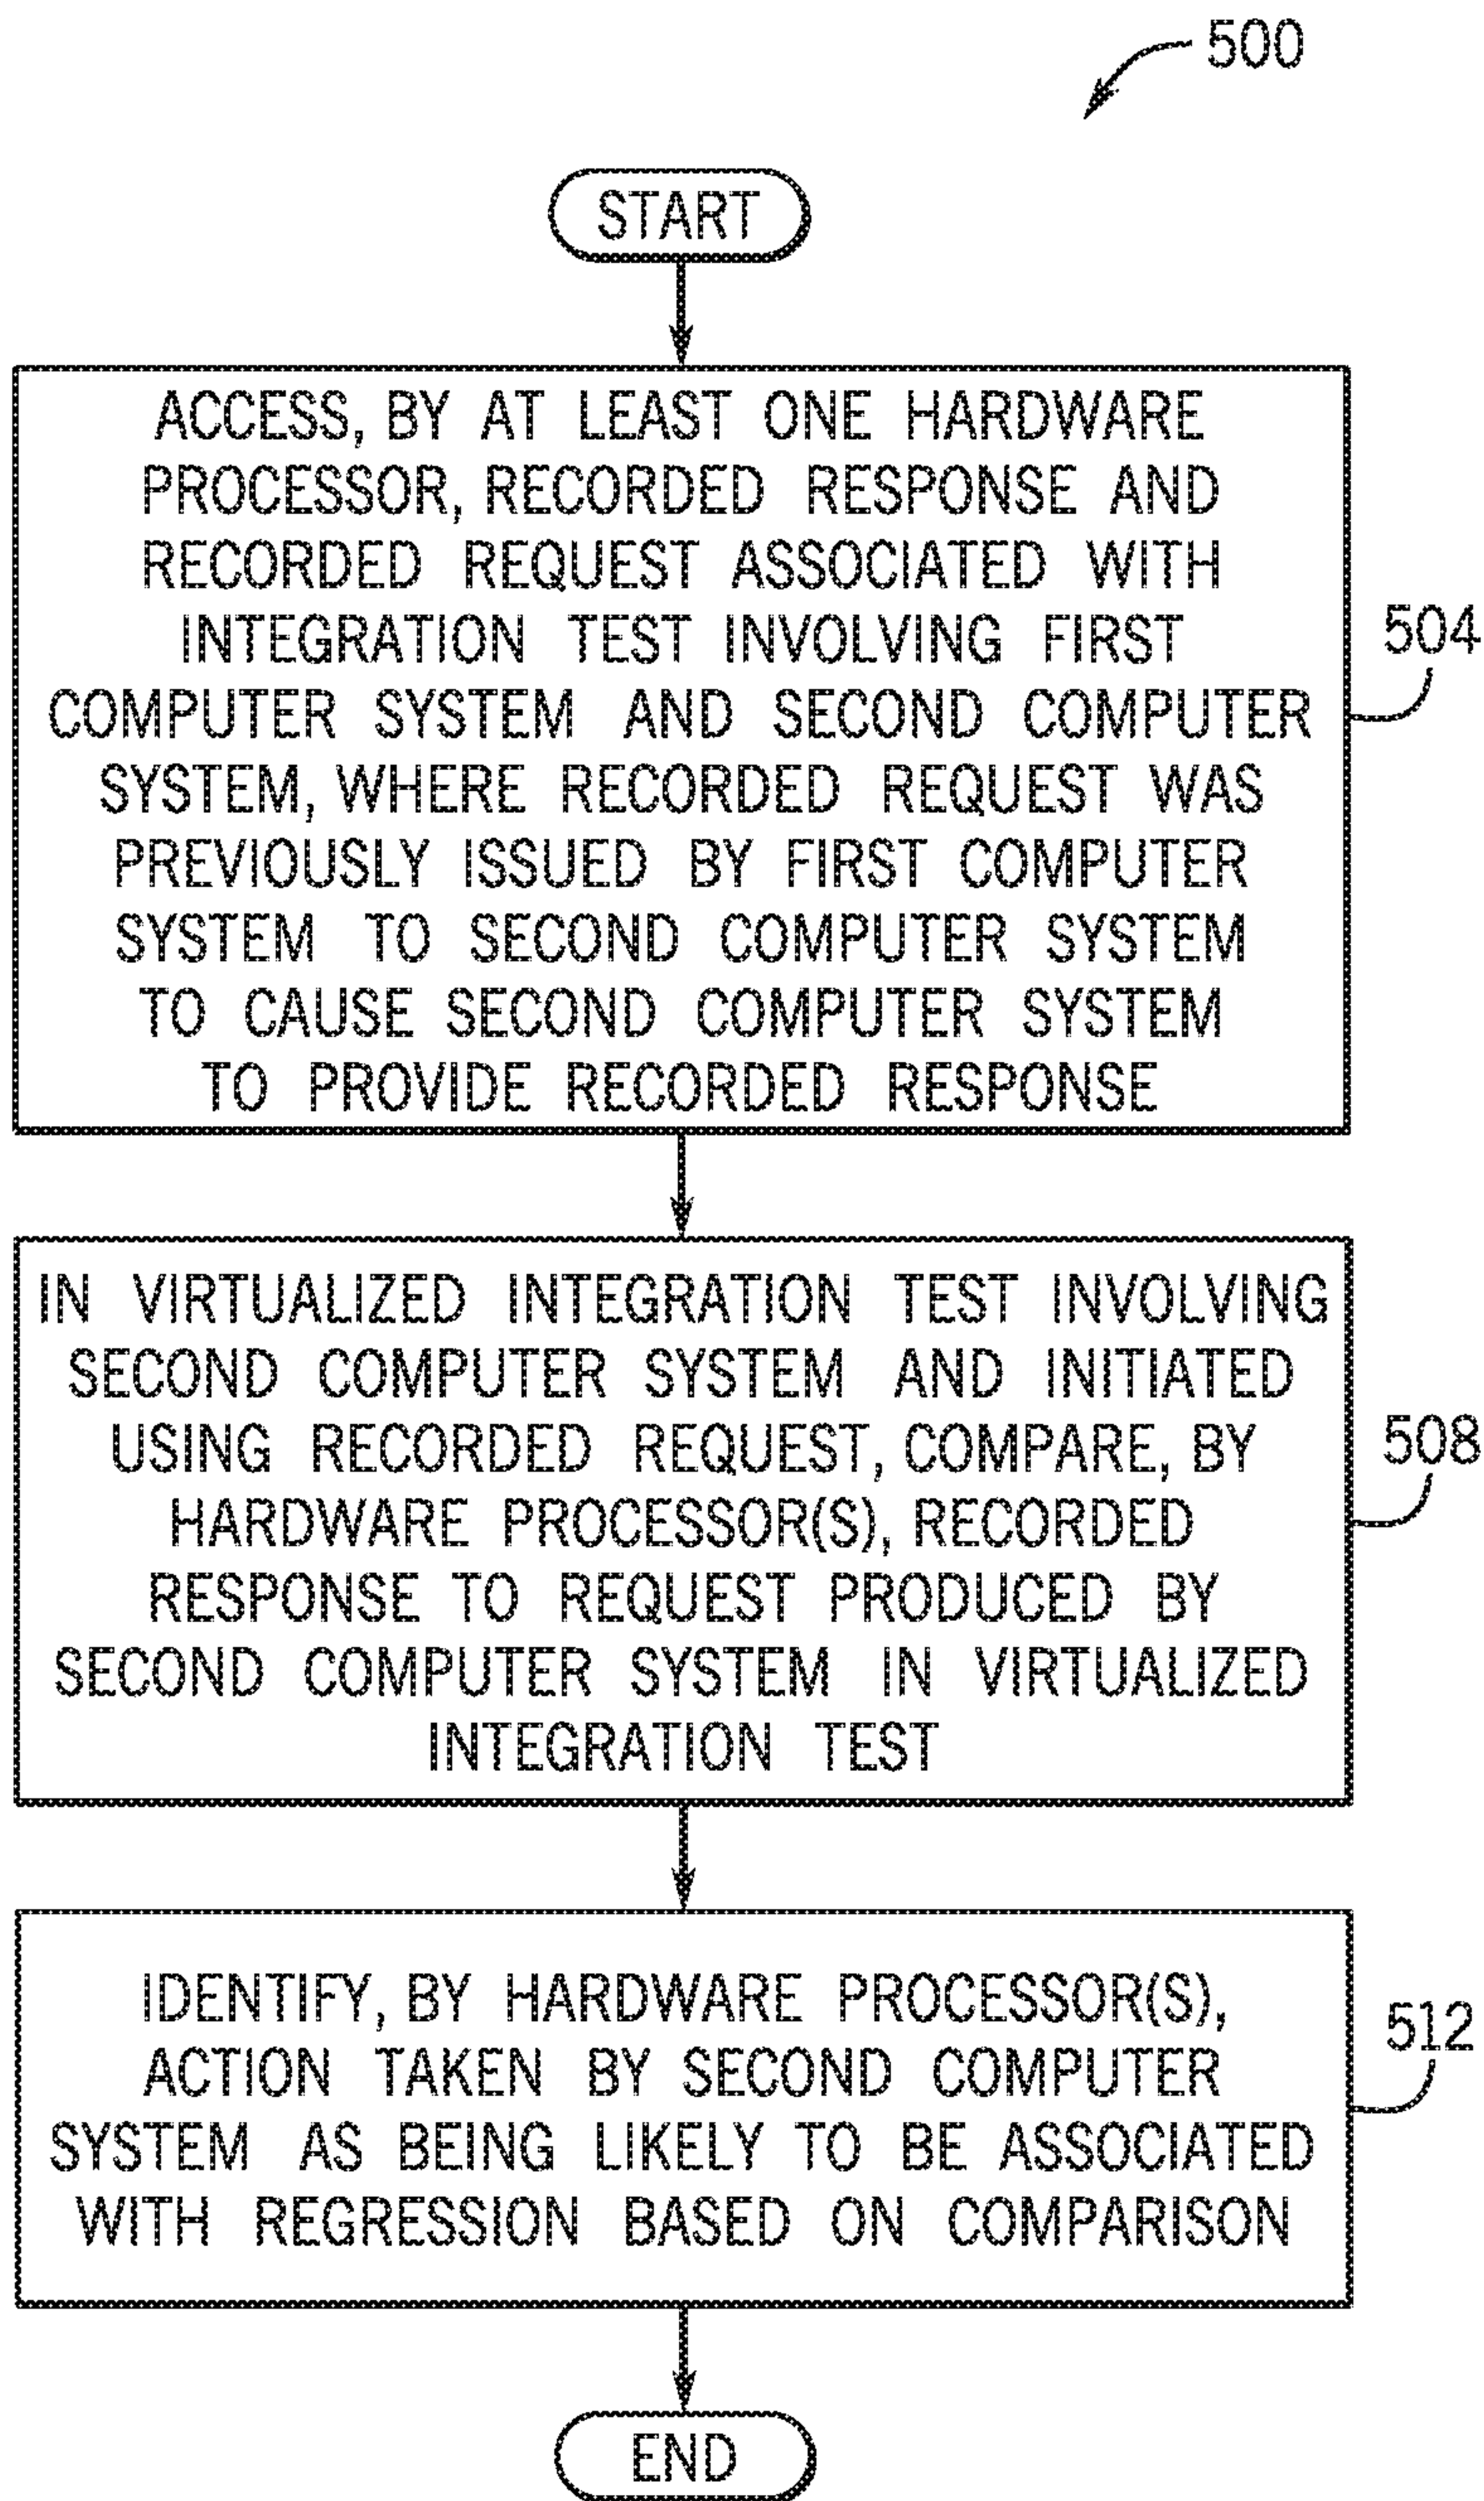 500
START
ACCESS, BY AT LEAST ONE HARDWARE
PROCESSOR, RECORDED RESPONSE AND
RECORDED REQUEST ASSOCIATED WITH
INTEGRATION TEST INVOLVING FIRST
COMPUTER SYSTEM AND SECOND COMPUTER
SYSTEM, WHERE RECORDED REQUEST WAS
PREVIOUSLY ISSUED BY FIRST COMPUTER
SYSTEM TO SECOND COMPUTER SYSTEM
TO CAUSE SECOND COMPUTER SYSTEM
TO PROVIDE RECORDED RESPONSE
504
IN VIRTUALIZED INTEGRATION TEST INVOLVING
SECOND COMPUTER SYSTEM AND INITIATED
USING RECORDED REQUEST, COMPARE, BY
HARDWARE PROCESSOR(S), RECORDED
RESPONSE TO REQUEST PRODUCED BY
SECOND COMPUTER SYSTEM IN VIRTUALIZED
INTEGRATION TEST
508
IDENTIFY, BY HARDWARE PROCESSOR(S),
ACTION TAKEN BY SECOND COMPUTER
SYSTEM AS BEING LIKELY TO BE ASSOCIATED
WITH REGRESSION BASED ON COMPARISON
512
END